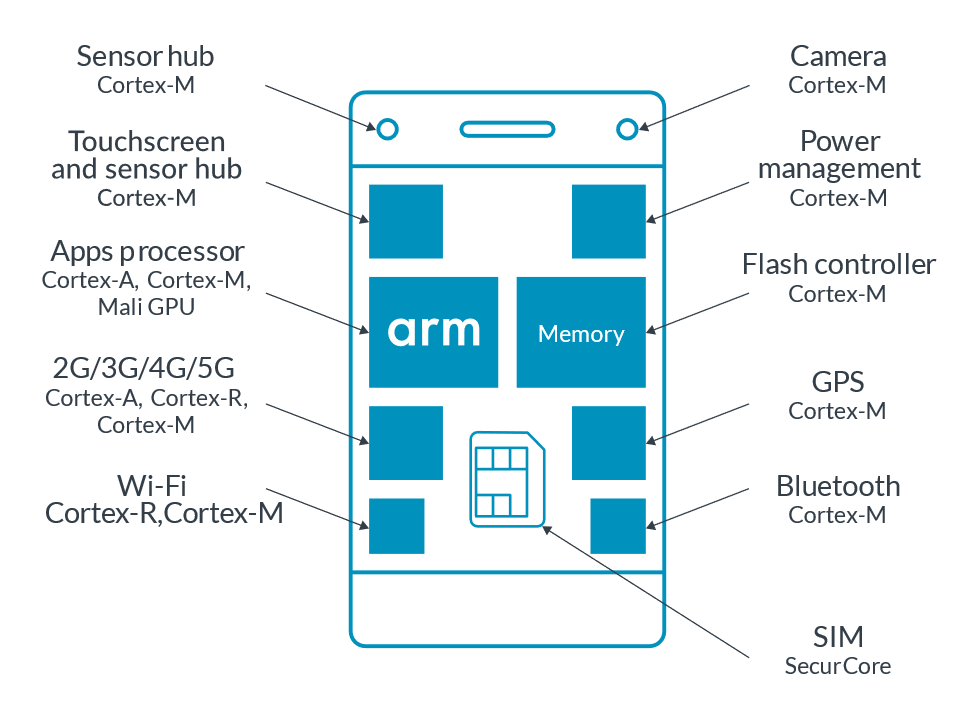 Sensor hub
Cortex-M
Touchscreen
and sensor hub
Cortex-M
Apps processor
Cortex-A, Cortex-M,
Mali GPU
2G/3G/4G/5G
Cortex-A, Cortex-R,
Cortex-M
Wi-Fi
Cortex-R,Cortex-M
arm
Memory
Camera
Cortex-M
Power
management
Cortex-M
Flash controller
Cortex-M
GPS
Cortex-M
Bluetooth
Cortex-M
SIM
SecurCore